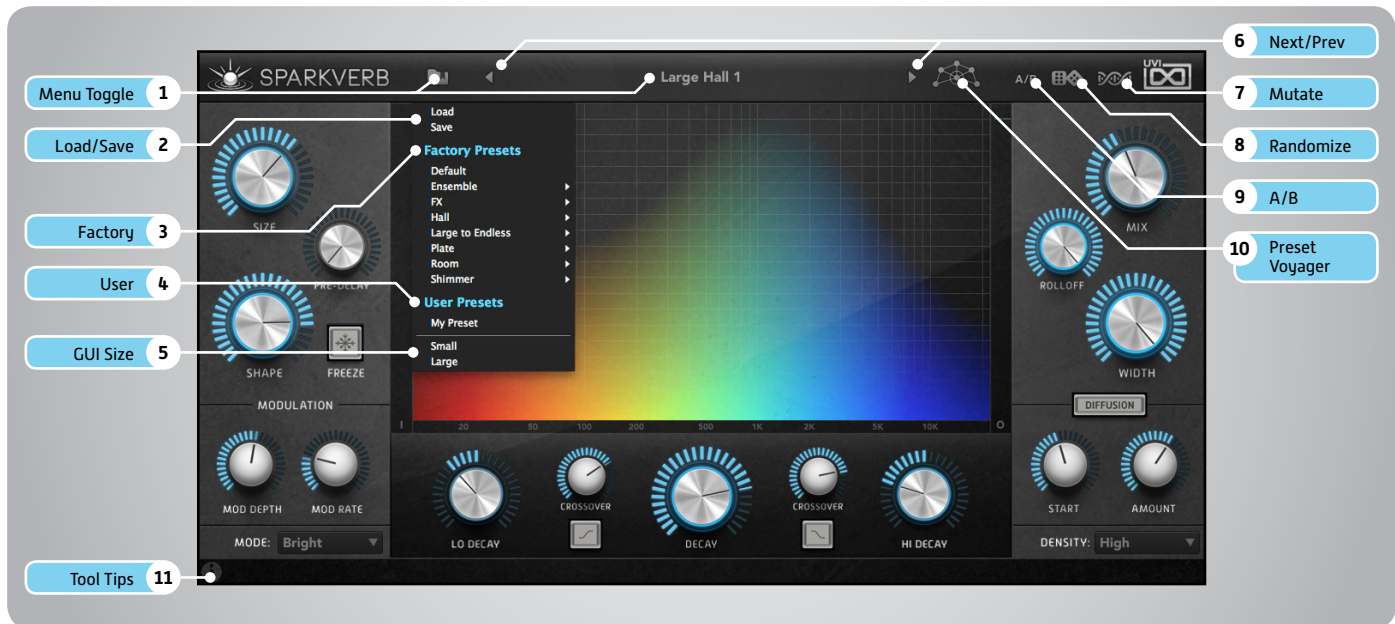 6 Next/Prev
SPARKVERB
Large Hall 1
A/B
UVI
Menu Toggle 1
7 Mutate
Load/Save 2
Load
Save
8 Randomize
Factory Presets
Default
Ensemble
FX
Hall
Large to Endless
Plate
Room
Shimmer
SIZE
MIX
9 A/B
Factory 3
10 Preset
Voyager
User 4
PRE-DELAY
ROLLOFF
User Presets
My Preset
GUI Size 5
Small
Large
SHAPE
FREEZE
WIDTH
MODULATION
DIFFUSION
I 20 50 100 200 500 1K 2K 5K 10K O
MOD DEPTH
MOD RATE
CROSSOVER
CROSSOVER
START
AMOUNT
LO DECAY
DECAY
HI DECAY
MODE: Bright
DENSITY: High
Tool Tips 11